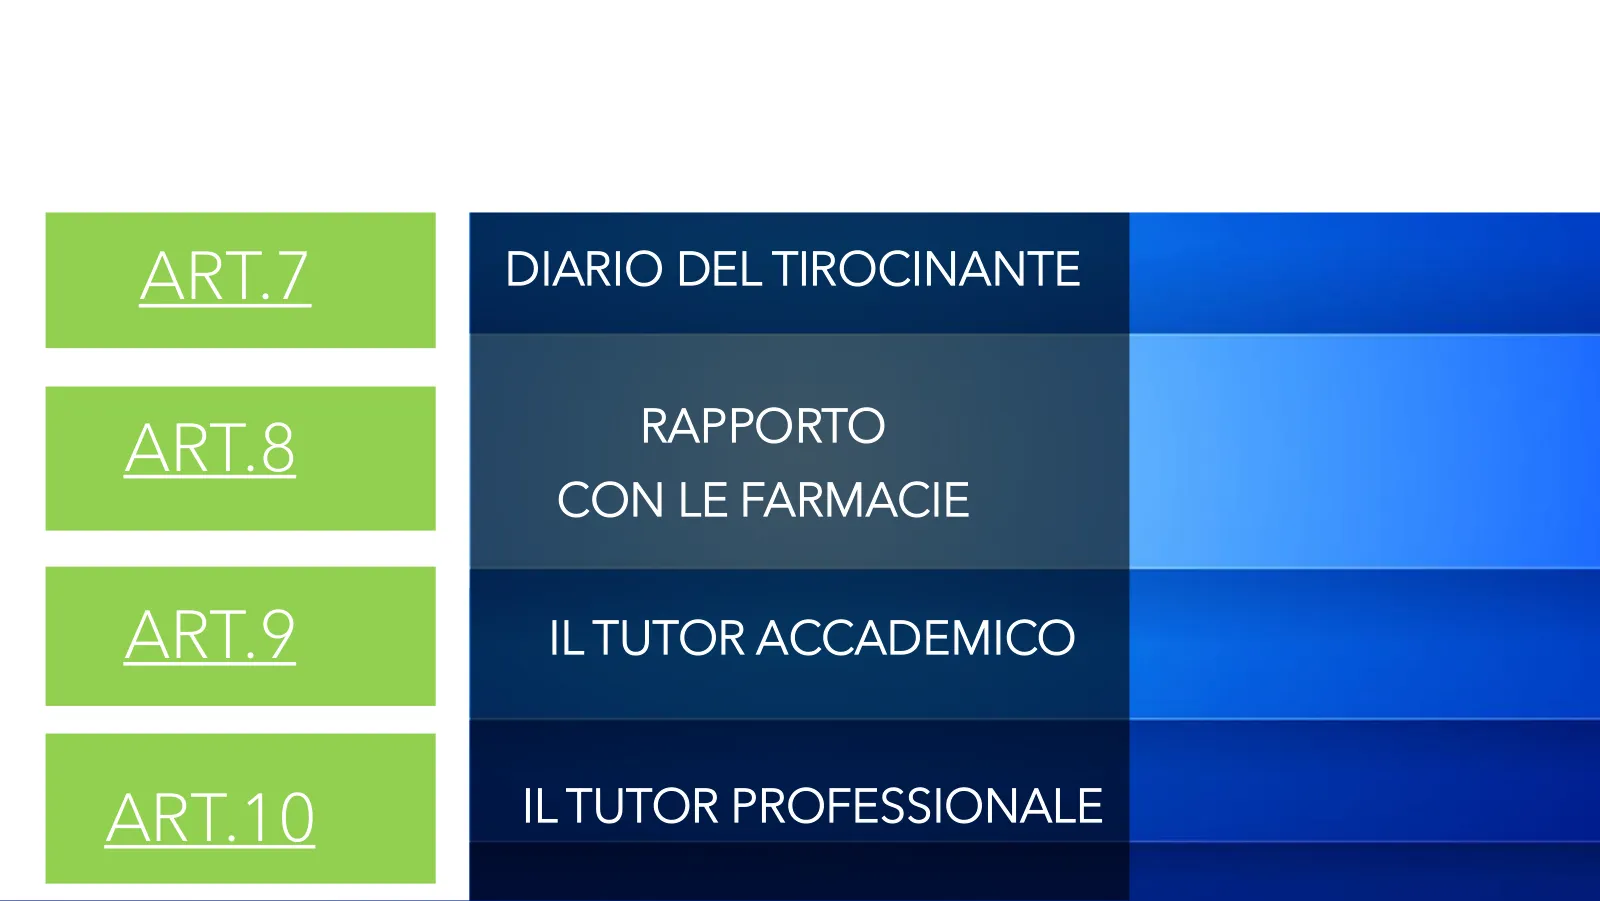 ART.7
DIARIO DEL TIROCINANTE
ART.8
RAPPORTO
CON LE FARMACIE
ART.9
IL TUTOR ACCADEMICO
ART.10
IL TUTOR PROFESSIONALE